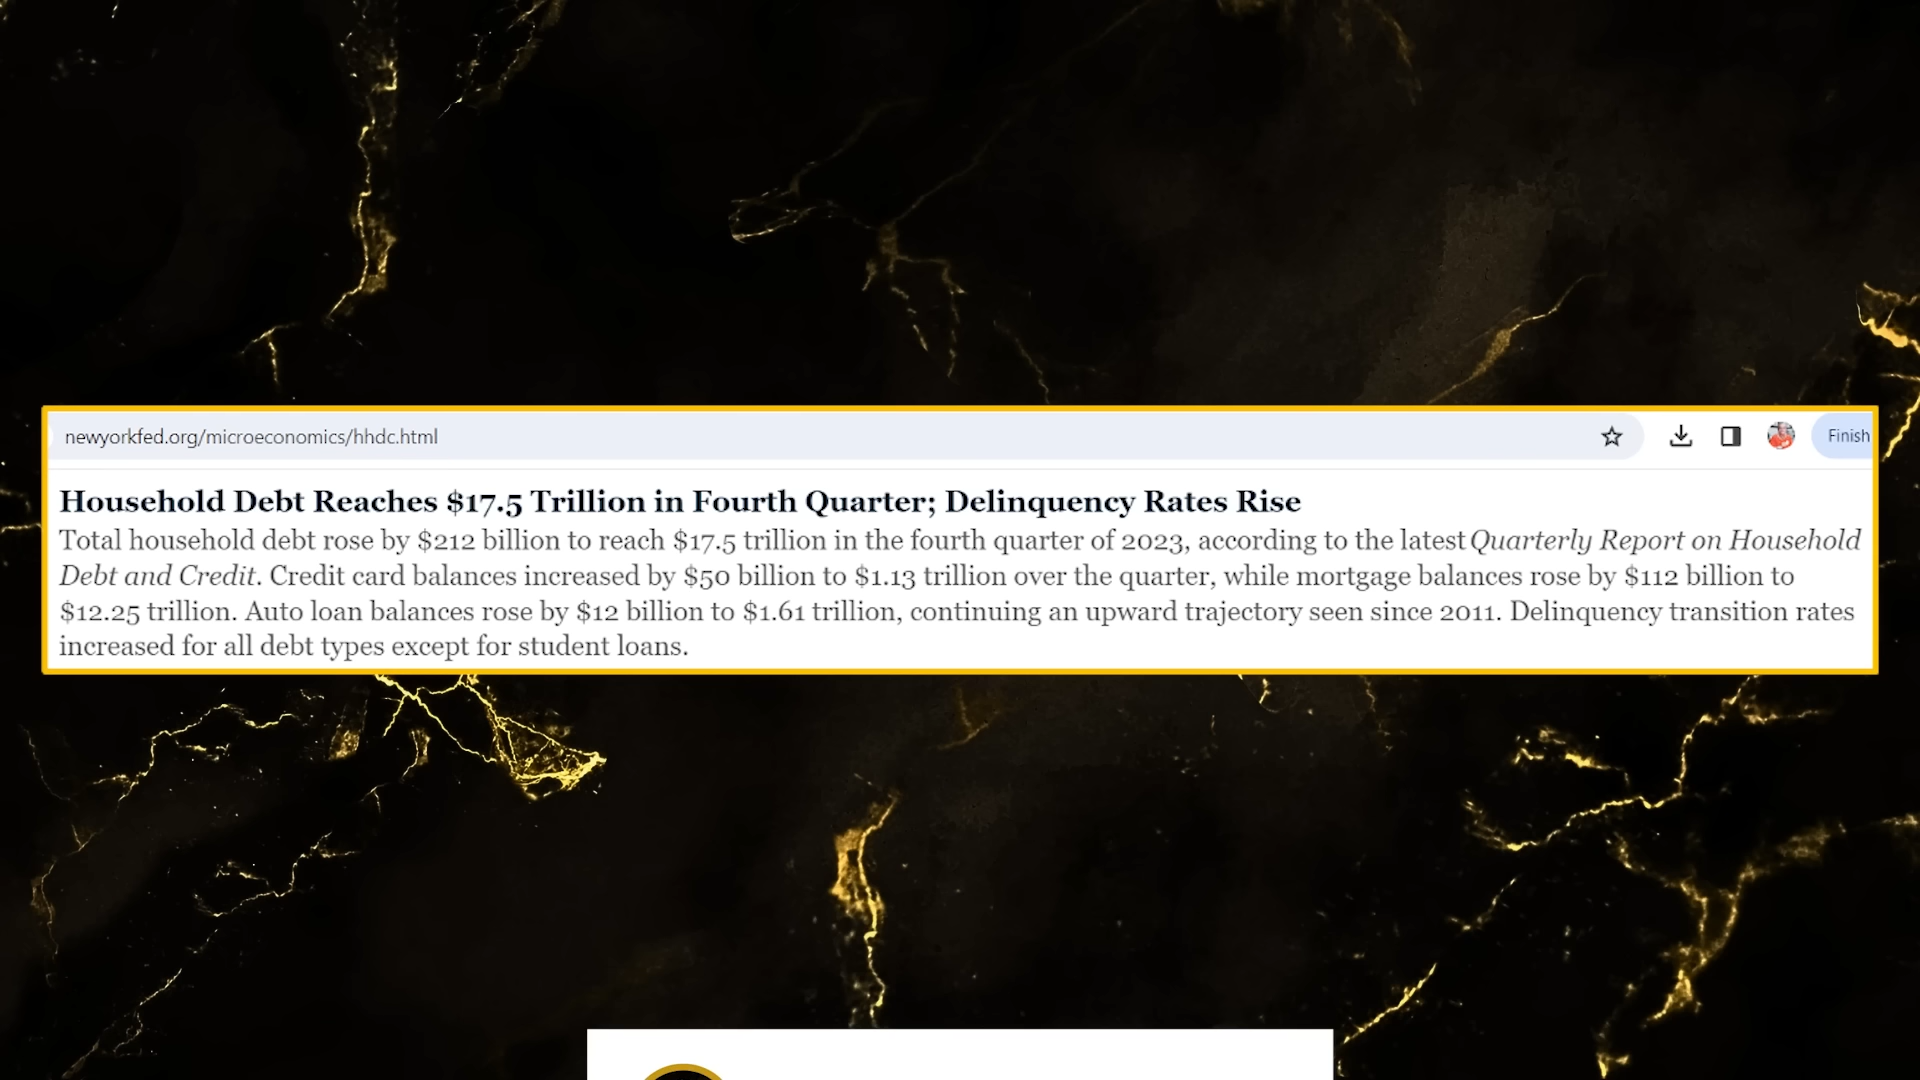 newyorkfed.org/microeconomics/hhdc.html
Finish
Household Debt Reaches $17.5 Trillion in Fourth Quarter; Delinquency Rates Rise
Total household debt rose by $212 billion to reach $17.5 trillion in the fourth quarter of 2023, according to the latest Quarterly Report on Household
Debt and Credit. Credit card balances increased by $50 billion to $1.13 trillion over the quarter, while mortgage balances rose by $112 billion to
$12.25 trillion. Auto loan balances rose by $12 billion to $1.61 trillion, continuing an upward trajectory seen since 2011. Delinquency transition rates
increased for all debt types except for student loans.